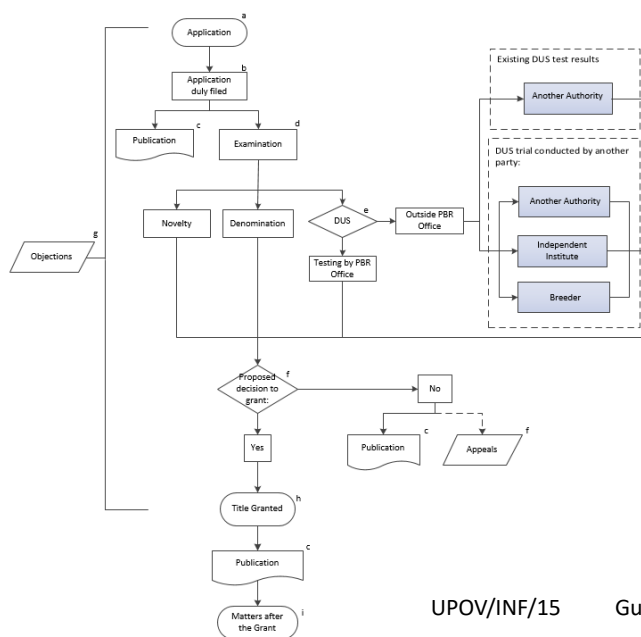 a
Application
b
Application
duly filed
c
Publication
d
Examination
Novelty
Denomination
e
DUS
Outside PBR
Office
Testing by PBR
Office
Existing DUS test results
Another Authority
DUS trial conducted by another
party:
Another Authority
Independent
Institute
Breeder
g
Objections
f
Proposed
decision to
grant:
No
c
Publication
f
Appeals
Yes
h
Title Granted
c
Publication
i
Matters after
the Grant
UPOV/INF/15 Gu